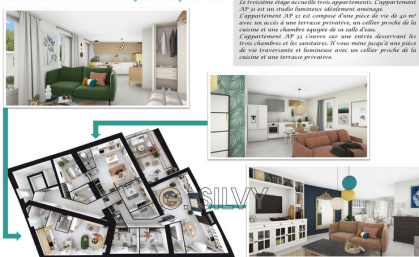 Le troisième étage accueille trois appartements. L'appartement
AP 31 est un studio lumineux idéalement aménagé.
L'appartement AP 32 est composé d'une pièce de vie de 40 m²
avec un accès à une terrasse privative, un cellier proche de la
cuisine et une chambre équipée de sa salle d'eau.
L'appartement AP 33 s'ouvre sur une entrée desservant les
trois chambres et les sanitaires. Il vous mène jusqu'à une pièce
de vie traversante et lumineuse avec un cellier proche de la
cuisine et une terrasse privative.
G. SILVY